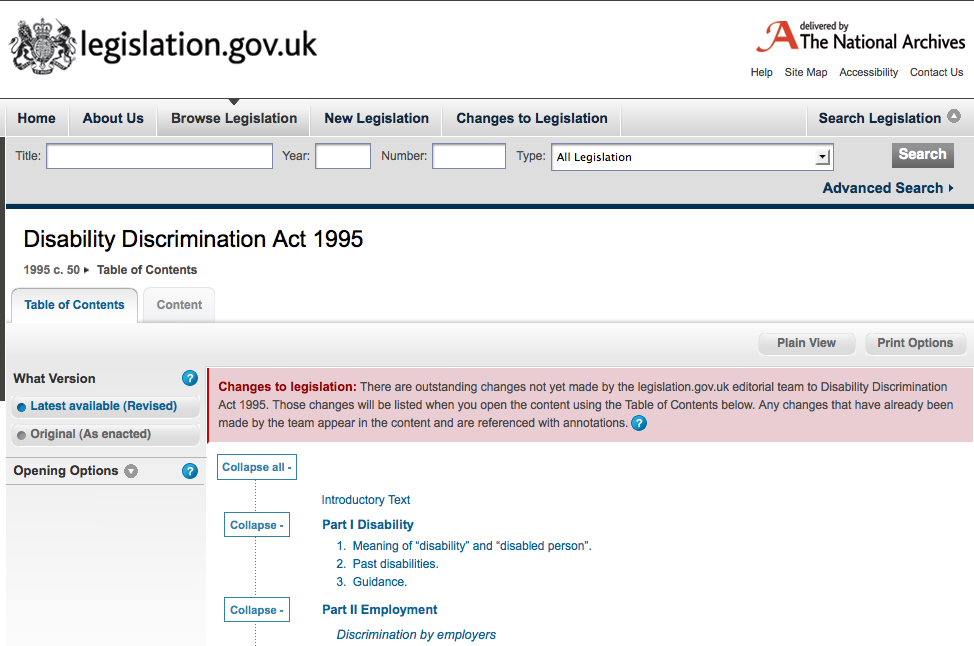 legislation.gov.uk
delivered by
The National Archives
Help Site Map Accessibility Contact Us
Home About Us Browse Legislation New Legislation Changes to Legislation Search Legislation
Title: Year: Number: Type: All Legislation Search
Advanced Search
Disability Discrimination Act 1995
1995 c. 50 Table of Contents
Table of Contents Content
Plain View Print Options
What Version ?
Latest available (Revised)
Original (As enacted)
Opening Options ?
Changes to legislation: There are outstanding changes not yet made by the legislation.gov.uk editorial team to Disability Discrimination
Act 1995. Those changes will be listed when you open the content using the Table of Contents below. Any changes that have already been
made by the team appear in the content and are referenced with annotations. ?
Collapse all -
Introductory Text
Collapse - Part I Disability
1. Meaning of “disability” and “disabled person”.
2. Past disabilities.
3. Guidance.
Collapse - Part II Employment
Discrimination by employers